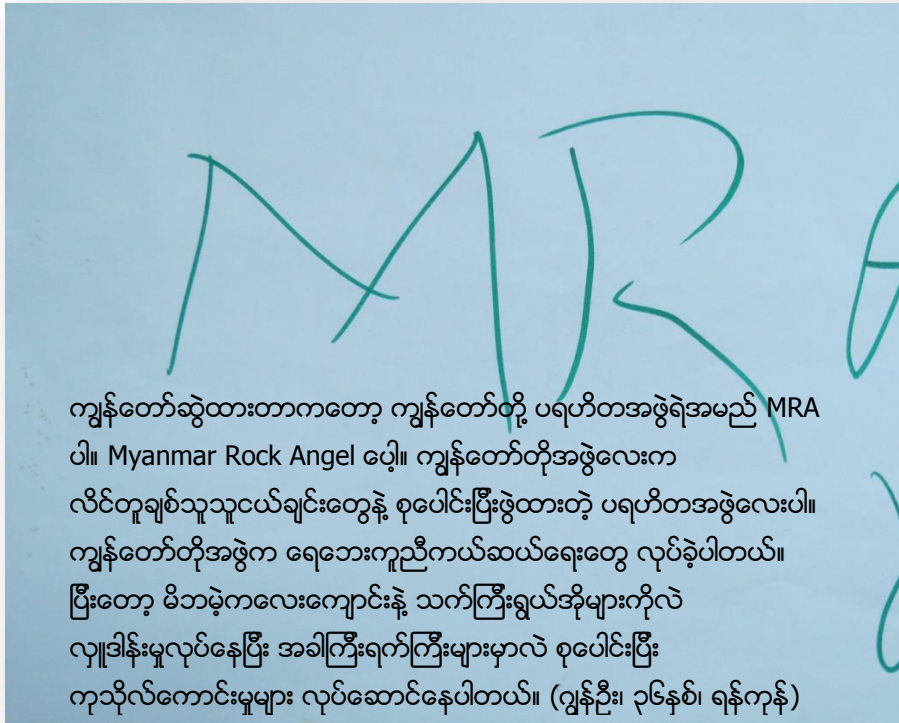 MRA
ကျွန်တော်ဆွဲထားတာကတော့ ကျွန်တော်တို့ ပရဟိတအဖွဲ့ရဲအမည် MRA
ပါ။ Myanmar Rock Angel ပေါ့။ ကျွန်တော်တိုအဖွဲ့လေးက
လိင်တူချစ်သူသူငယ်ချင်းတွေနဲ့ စုပေါင်းပြီးဖွဲ့ထားတဲ့ ပရဟိတအဖွဲ့လေးပါ။
ကျွန်တော်တိုအဖွဲ့က ရေဘေးကူညီကယ်ဆယ်ရေးတွေ လုပ်ခဲ့ပါတယ်။
ပြီးတော့ မိဘမဲ့ကလေးကျောင်းနဲ့ သက်ကြီးရွယ်အိုများကိုလဲ
လှူဒါန်းမှုလုပ်နေပြီး အခါကြီးရက်ကြီးများမှာလဲ စုပေါင်းပြီး
ကုသိုလ်ကောင်းမှုများ လုပ်ဆောင်နေပါတယ်။ (ဂျွန်ဦး၊ ၃၆နှစ်၊ ရန်ကုန်)